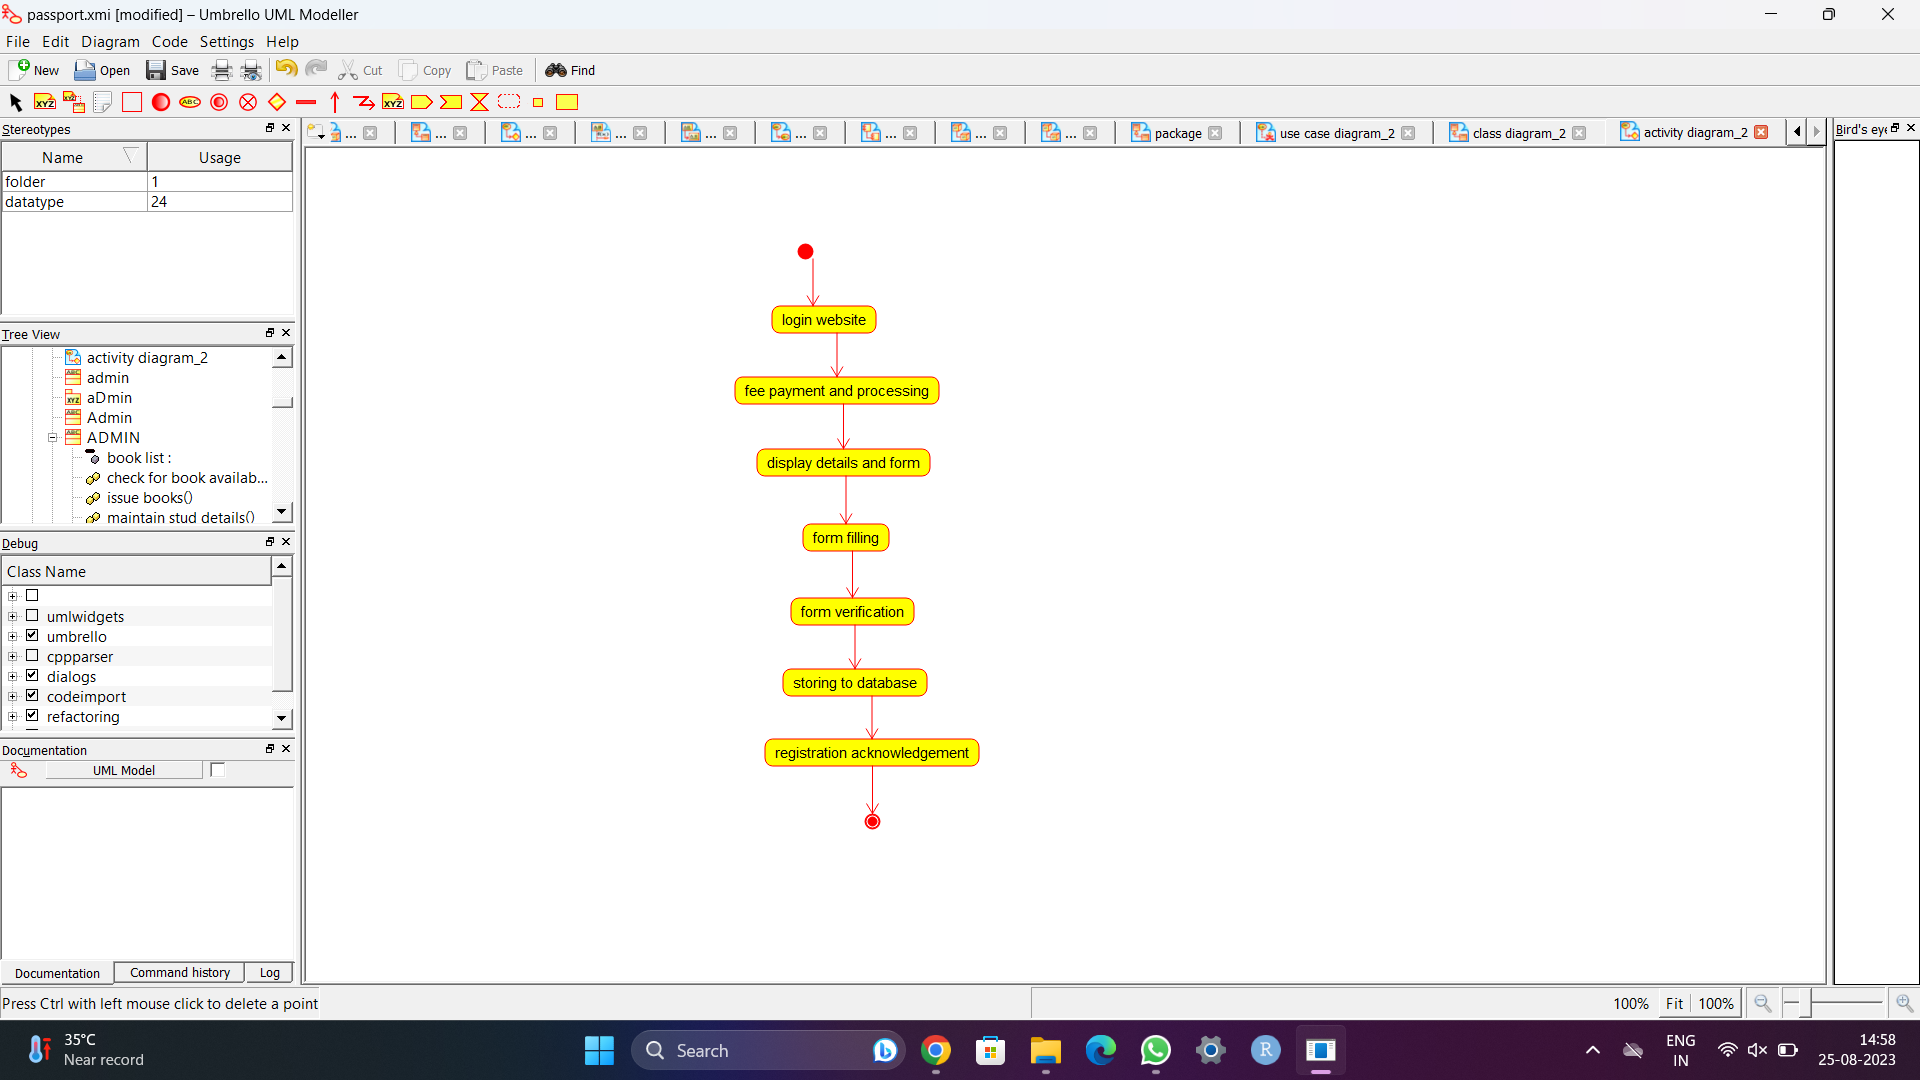 passport.xmi [modified] – Umbrello UML Modeller
File Edit Diagram Code Settings Help
New Open Save Cut Copy Paste Find
XYZ ABC XYZ
Stereotypes
Name Usage
folder 1
datatype 24
Tree View
activity diagram_2
admin
aDmin
Admin
ADMIN
book list :
check for book availab...
issue books()
maintain stud details()
Debug
Class Name
umlwidgets
umbrello
cppparser
dialogs
codeimport
refactoring
Documentation
UML Model
Documentation Command history Log
... ... ... ... ... ... ... ... ... package use case diagram_2 class diagram_2 activity diagram_2
Bird's eye
login website
fee payment and processing
display details and form
form filling
form verification
storing to database
registration acknowledgement
Press Ctrl with left mouse click to delete a point
100% Fit 100%
35°C
Near record
Search
R
ENG
IN
14:58
25-08-2023